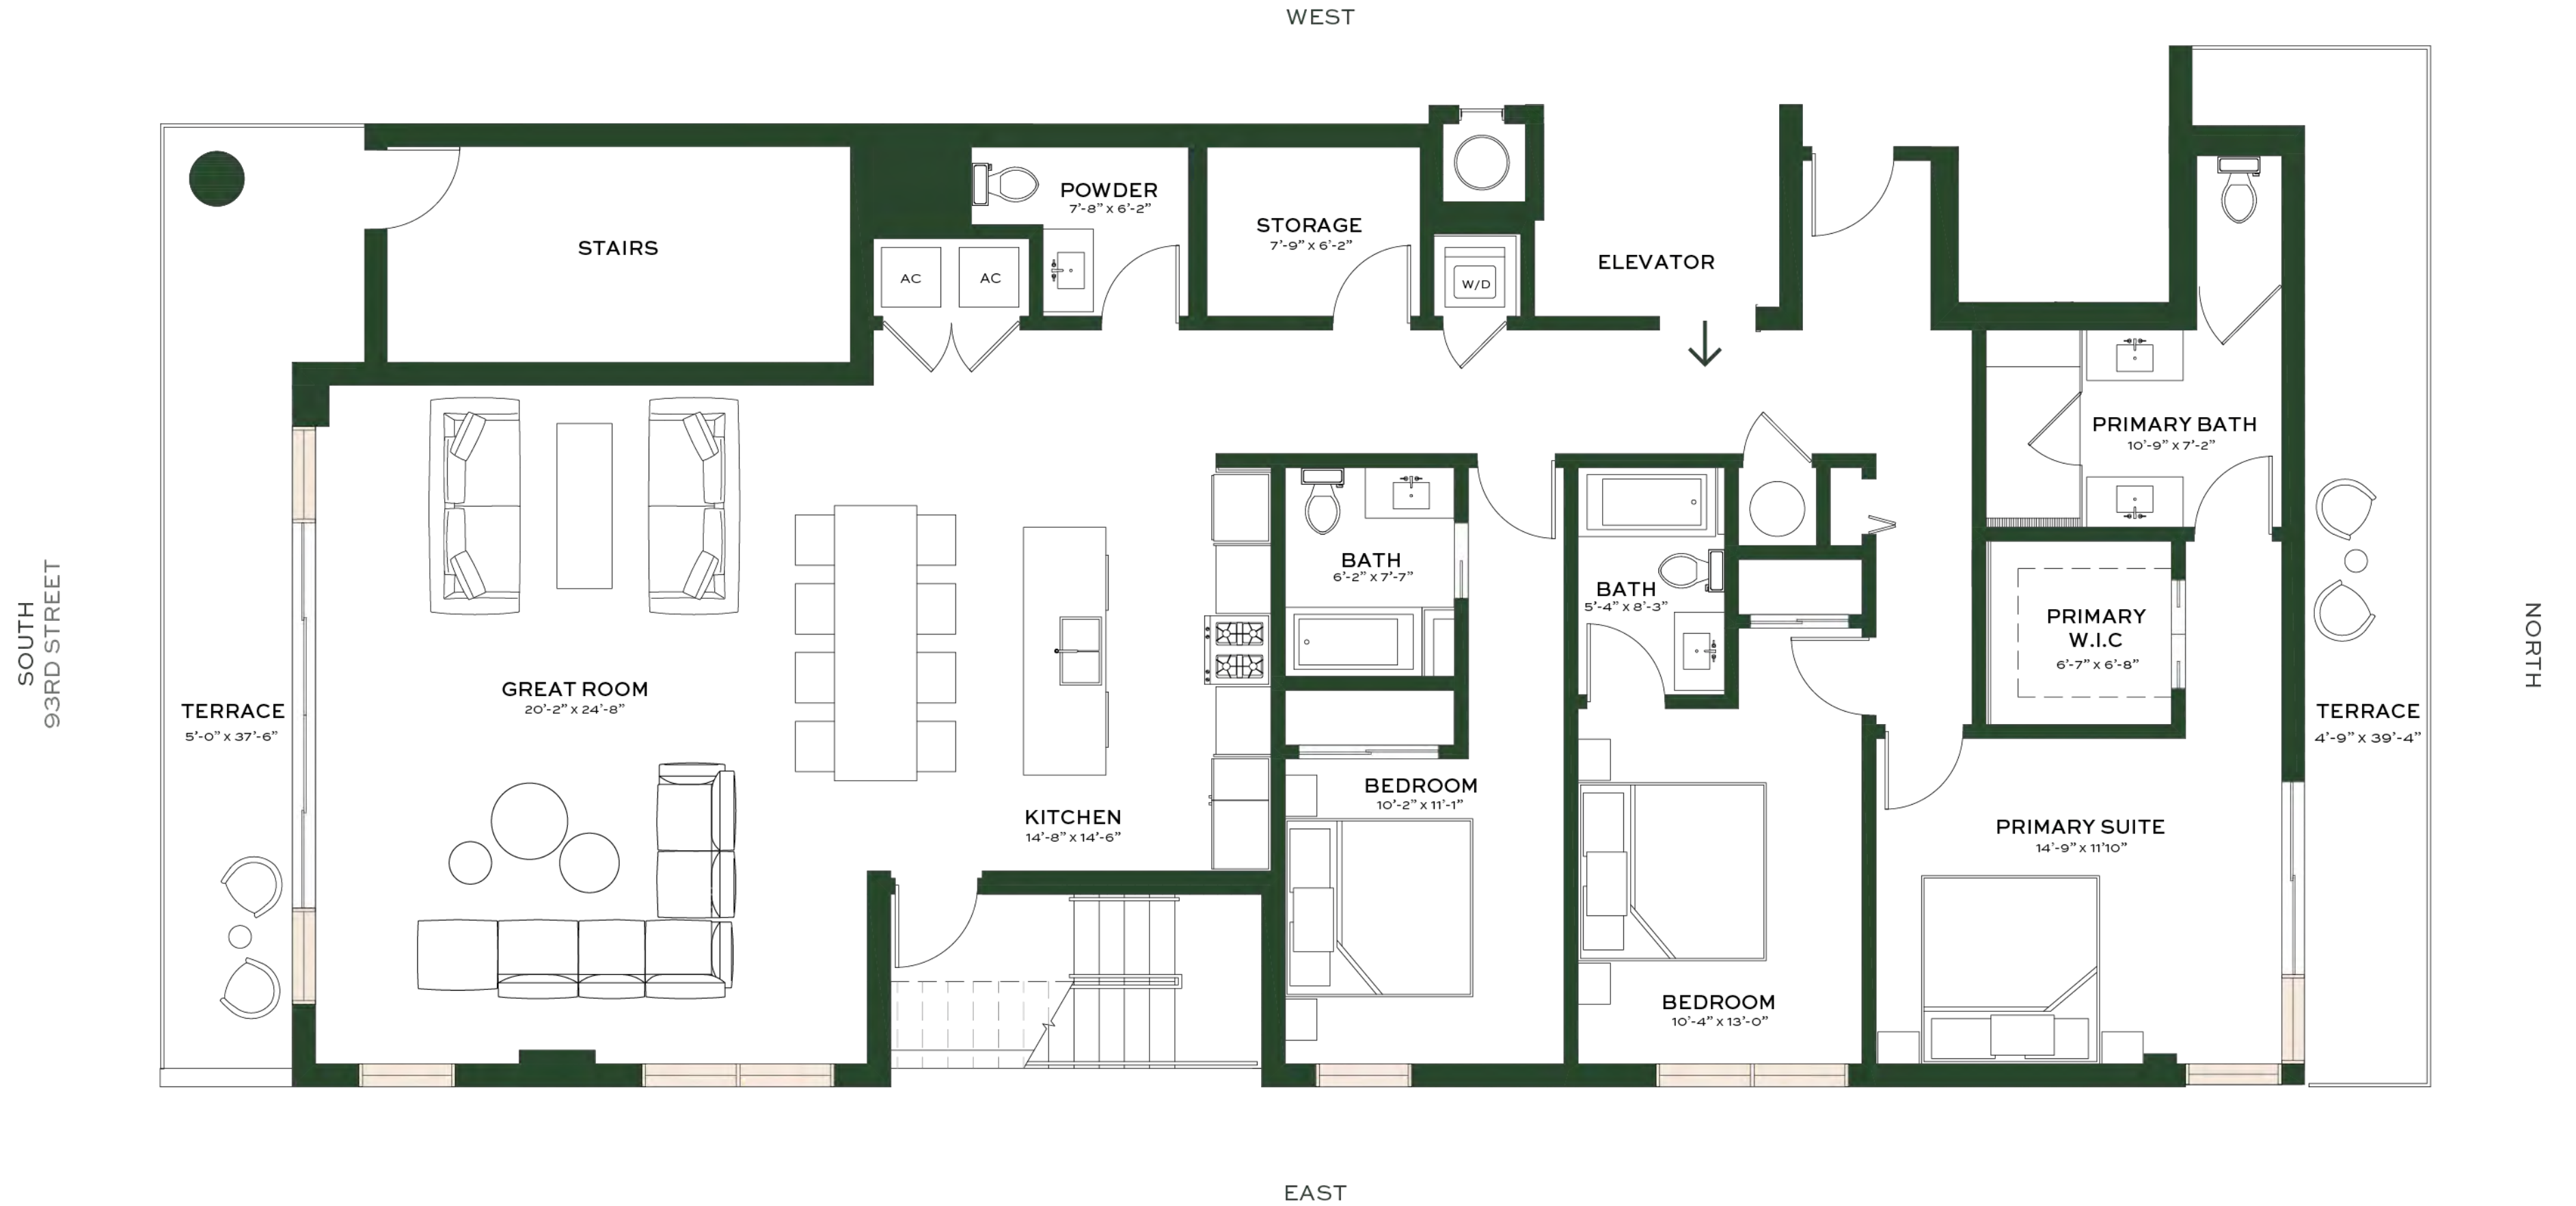 WEST
POWDER
7'-8" x 6'-2"
STORAGE
7'-9" x 6'-2"
STAIRS
ELEVATOR
AC
AC
W/D
PRIMARY BATH
10'-9" x 7'-2"
BATH
6'-2" x 7'-7"
BATH
5'-4" x 8'-3"
PRIMARY
W.I.C
6'-7" x 6'-8"
SOUTH
93RD STREET
NORTH
GREAT ROOM
20'-2" x 24'-8"
TERRACE
5'-0" x 37'-6"
TERRACE
4'-9" x 39'-4"
BEDROOM
10'-2" x 11'-1"
KITCHEN
14'-8" x 14'-6"
PRIMARY SUITE
14'-9" x 11'10"
BEDROOM
10'-4" x 13'-0"
EAST